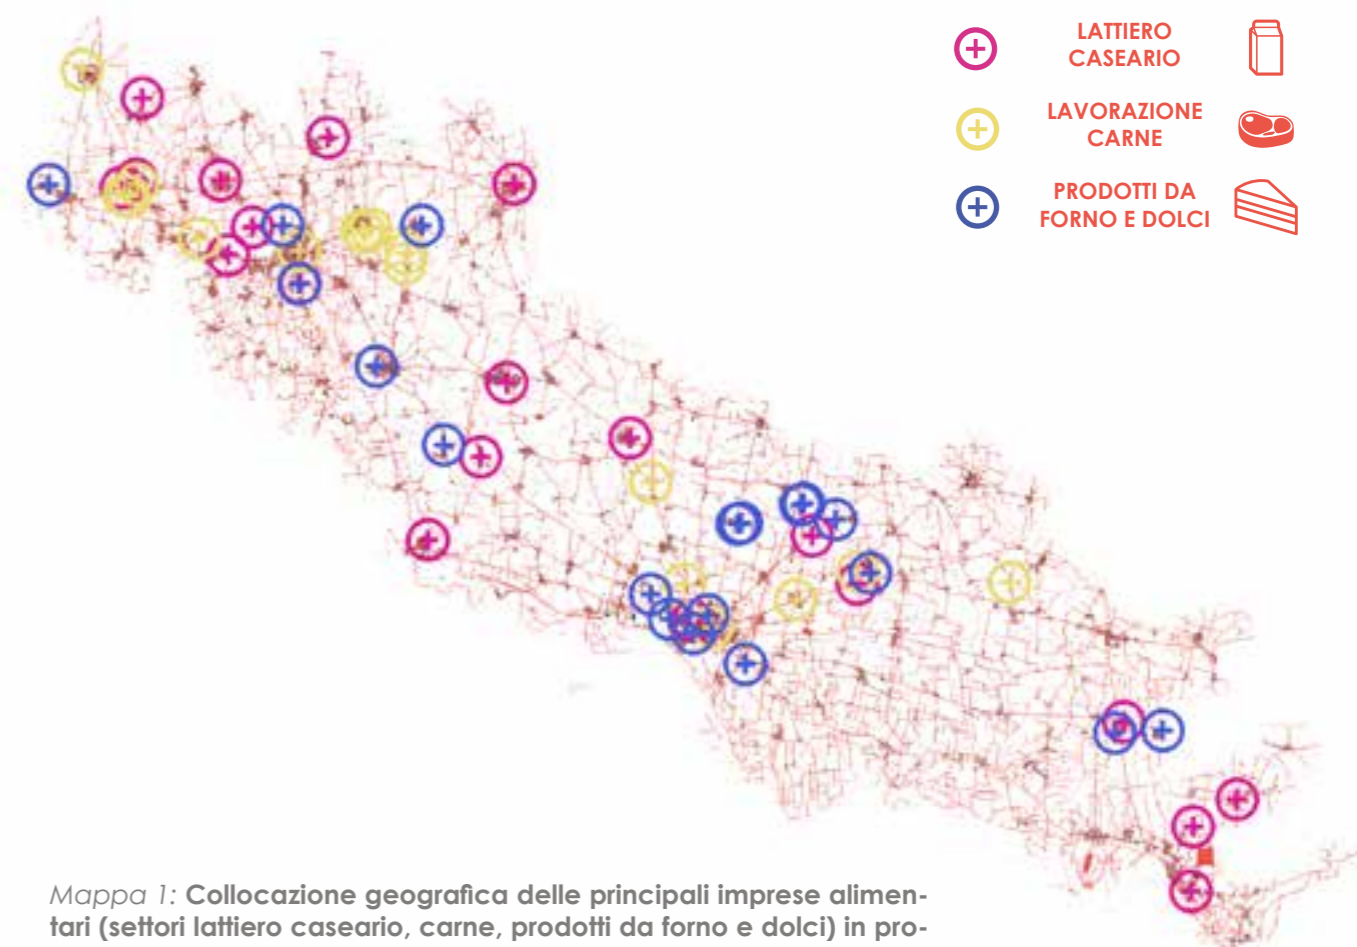 LATTIERO
CASEARIO
LAVORAZIONE
CARNE
PRODOTTI DA
FORNO E DOLCI
Mappa 1: Collocazione geografica delle principali imprese alimen-
tari (settori lattiero caseario, carne, prodotti da forno e dolci) in pro-